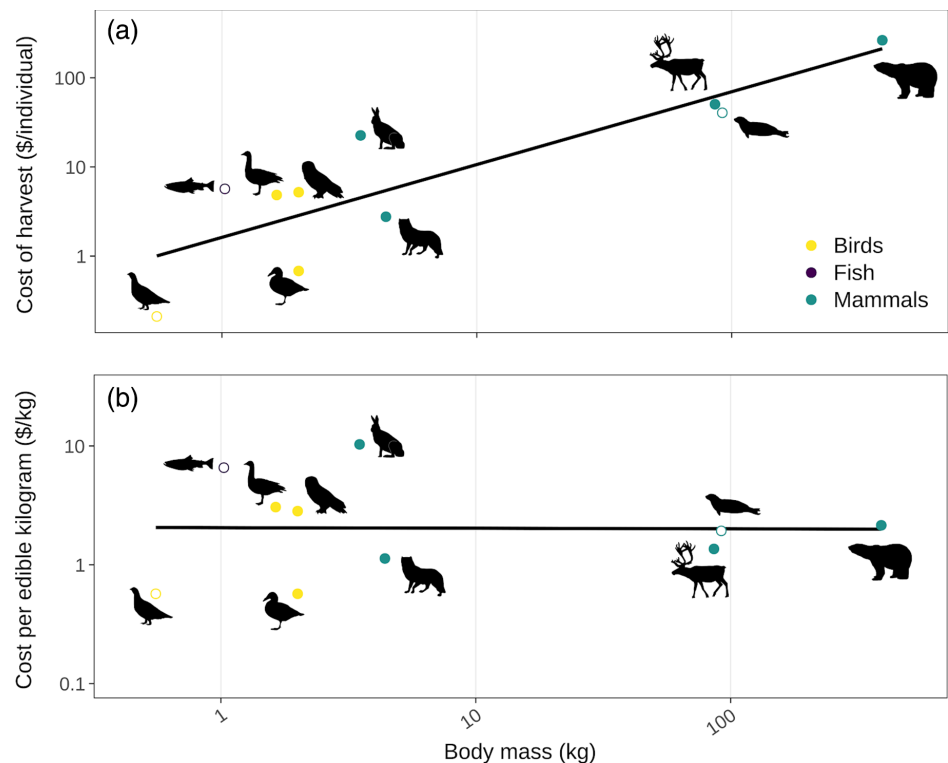 (a)
Cost of harvest ($/individual)
100
10
1
Birds
Fish
Mammals
(b)
Cost per edible kilogram ($/kg)
10
1
0.1
1
10
100
Body mass (kg)